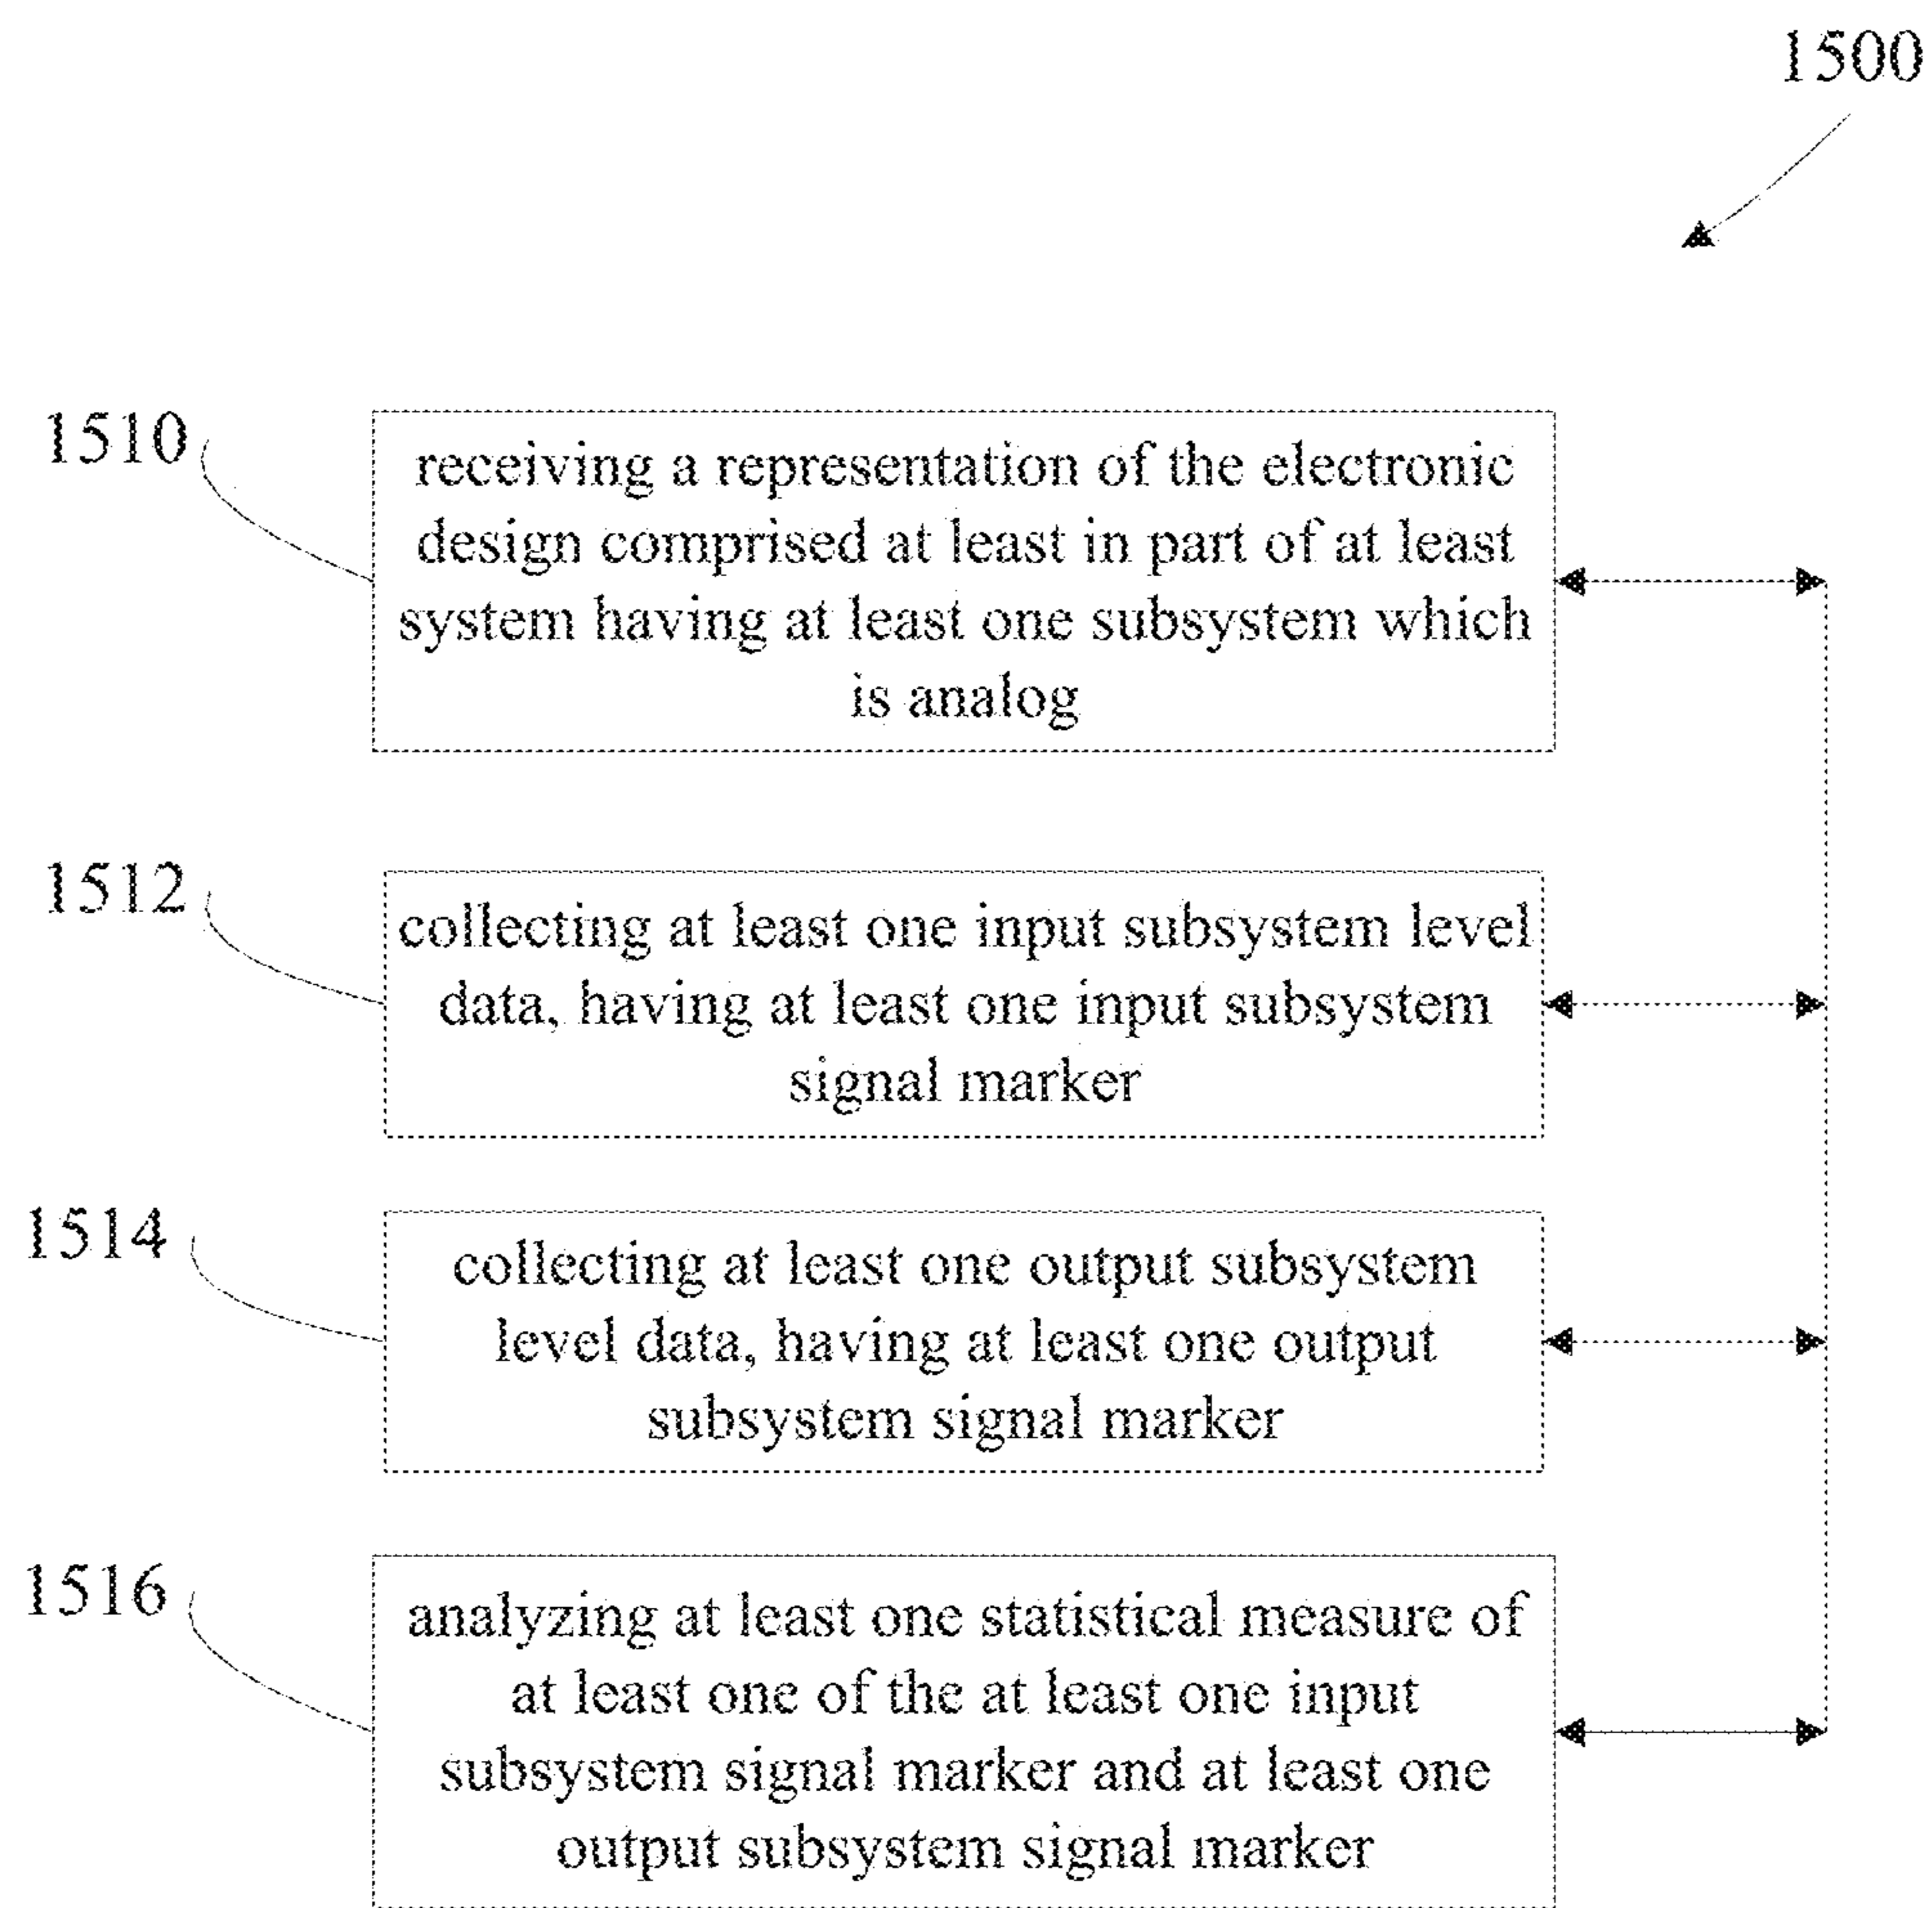 1500
1510
receiving a representation of the electronic
design comprised at least in part of at least
system having at least one subsystem which
is analog
1512
collecting at least one input subsystem level
data, having at least one input subsystem
signal marker
1514
collecting at least one output subsystem
level data, having at least one output
subsystem signal marker
1516
analyzing at least one statistical measure of
at least one of the at least one input
subsystem signal marker and at least one
output subsystem signal marker